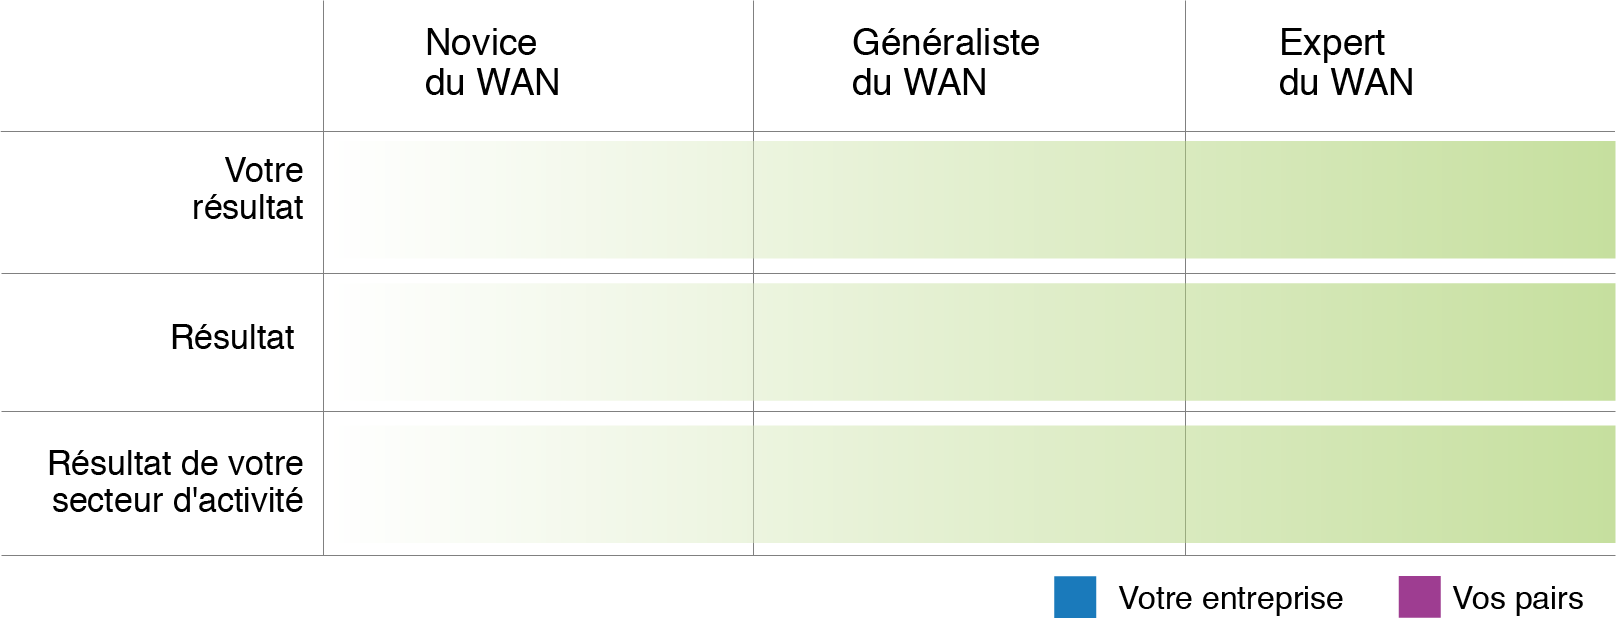 Novice
du WAN
Généraliste
du WAN
Expert
du WAN
Votre
résultat
Résultat
Résultat de votre
secteur d'activité
Votre entreprise
Vos pairs